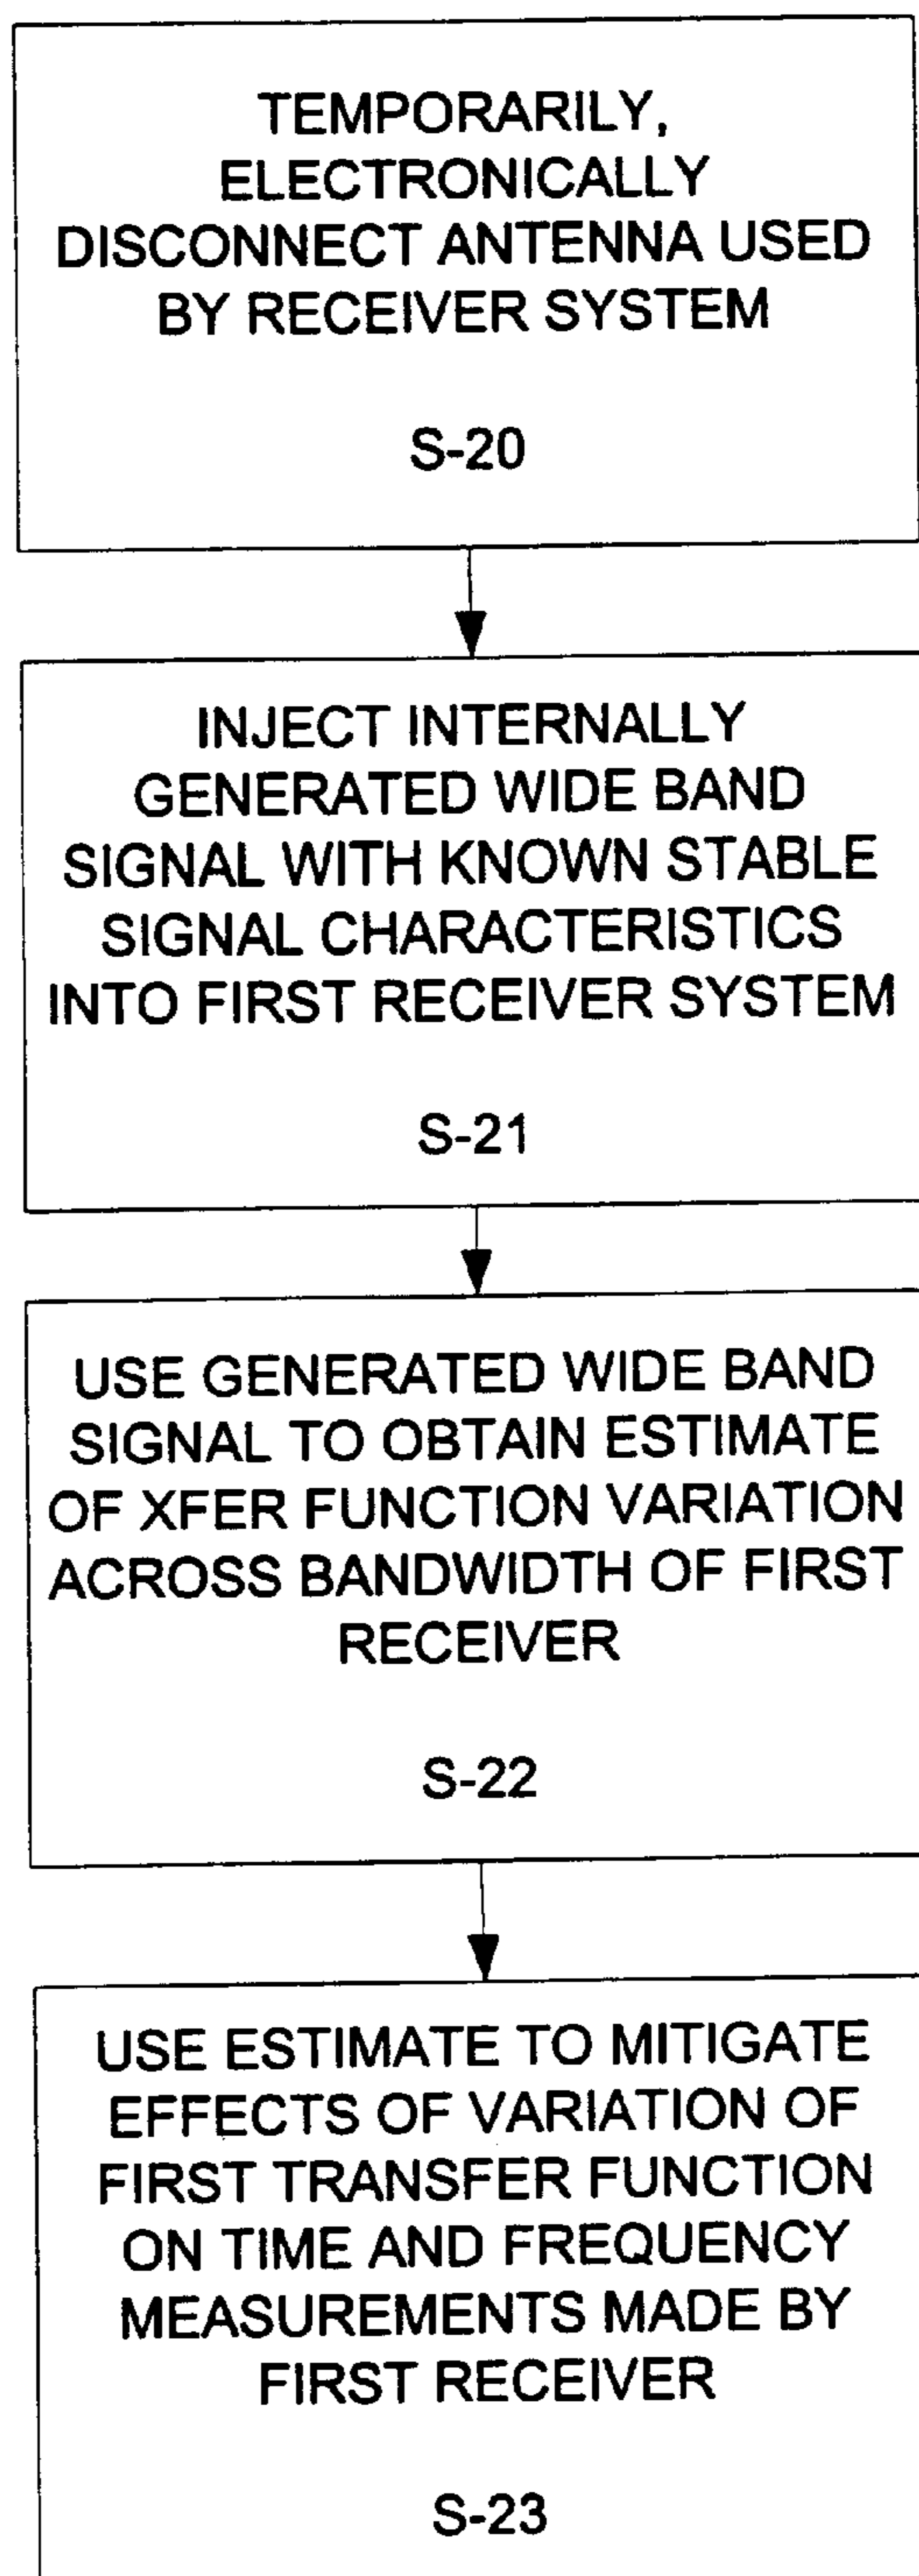 TEMPORARILY,
ELECTRONICALLY
DISCONNECT ANTENNA USED
BY RECEIVER SYSTEM
S-20
INJECT INTERNALLY
GENERATED WIDE BAND
SIGNAL WITH KNOWN STABLE
SIGNAL CHARACTERISTICS
INTO FIRST RECEIVER SYSTEM
S-21
USE GENERATED WIDE BAND
SIGNAL TO OBTAIN ESTIMATE
OF XFER FUNCTION VARIATION
ACROSS BANDWIDTH OF FIRST
RECEIVER
S-22
USE ESTIMATE TO MITIGATE
EFFECTS OF VARIATION OF
FIRST TRANSFER FUNCTION
ON TIME AND FREQUENCY
MEASUREMENTS MADE BY
FIRST RECEIVER
S-23